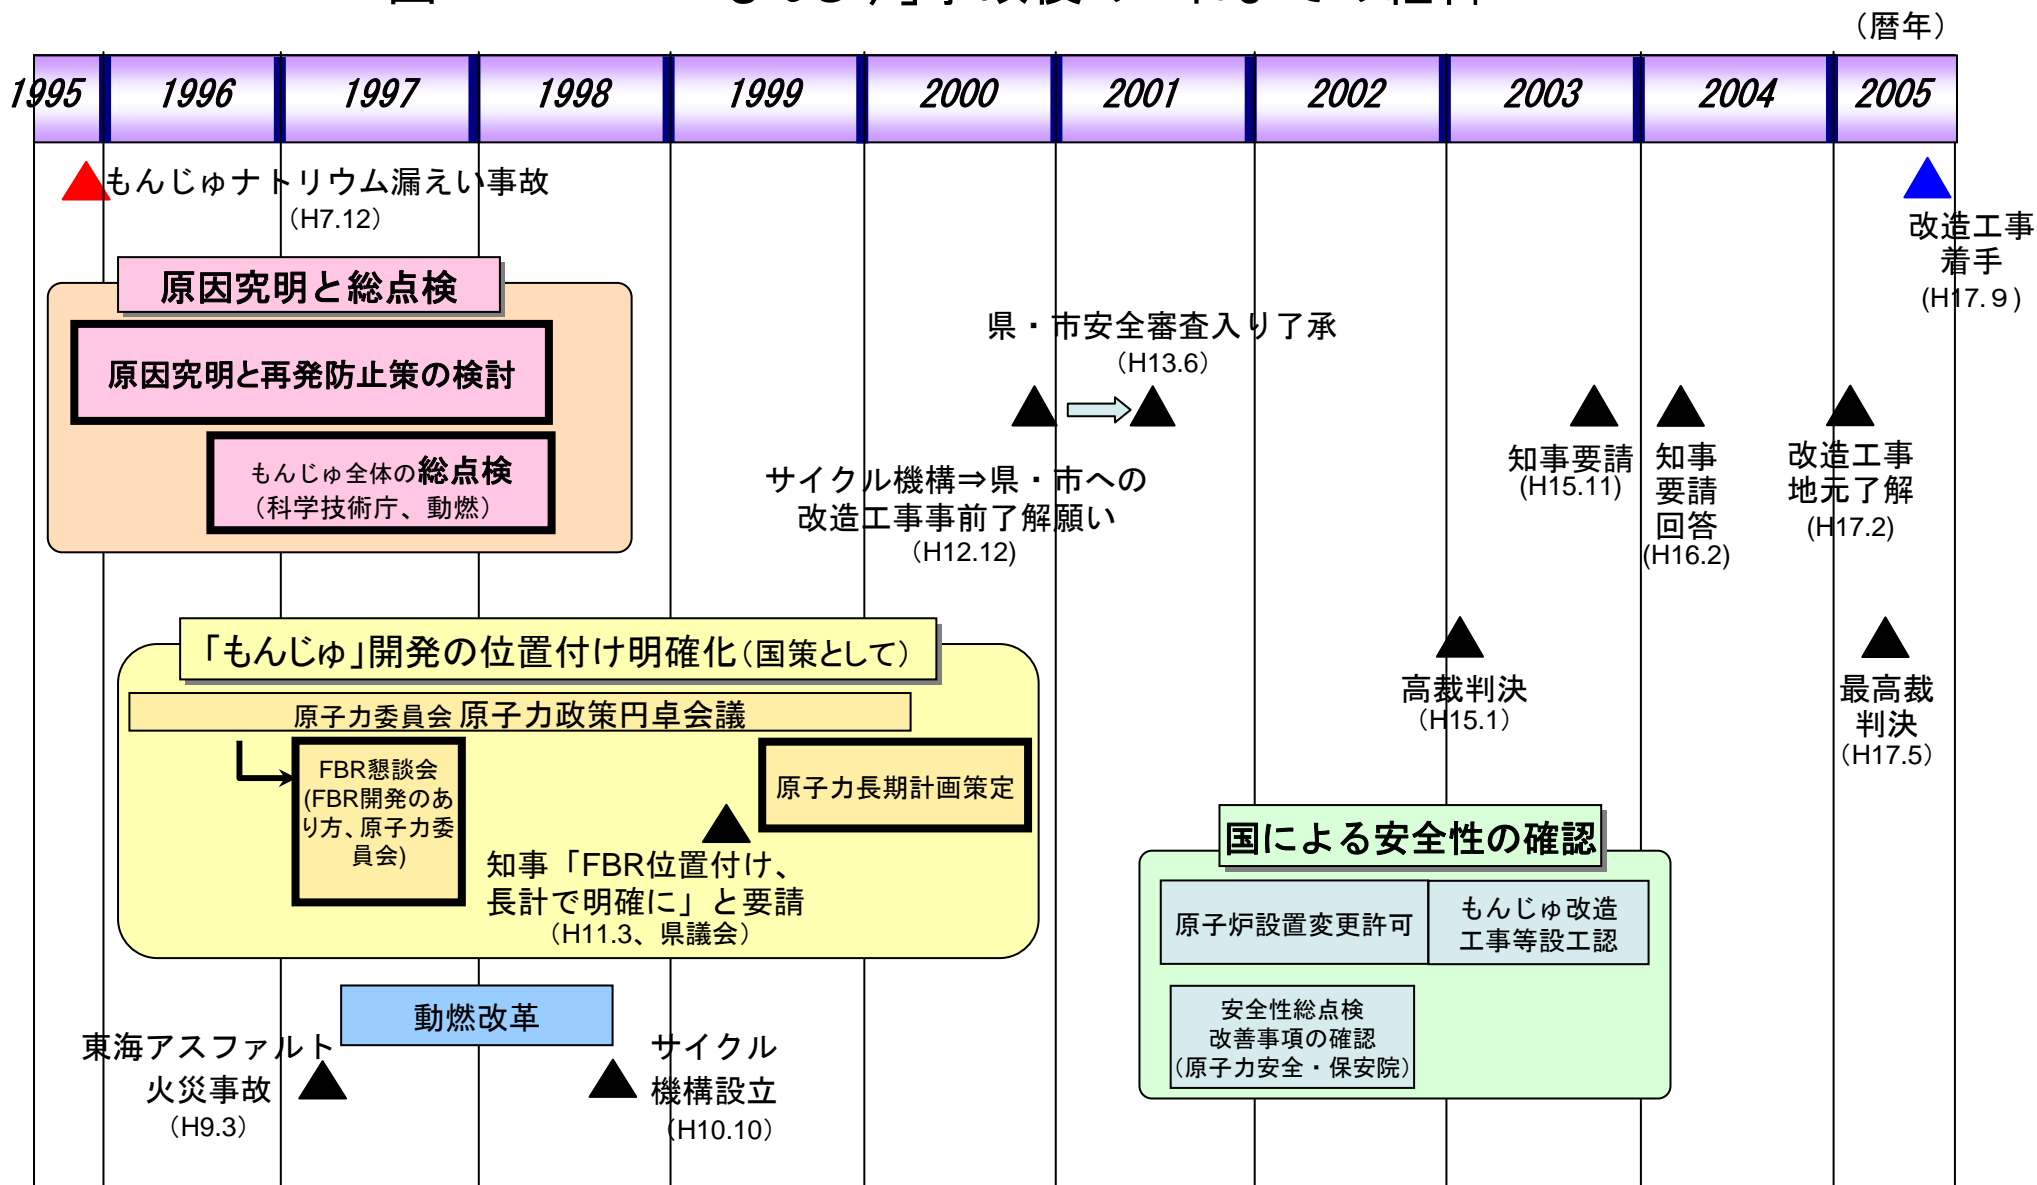 （暦年）
1995 1996 1997 1998 1999 2000 2001 2002 2003 2004 2005
もんじゅナトリウム漏えい事故
（H7.12）
改造工事
着手
(H17.９)
原因究明と総点検
原因究明と再発防止策の検討
もんじゅ全体の総点検
（科学技術庁、動燃）
県・市安全審査入り了承
（H13.6）
サイクル機構⇒県・市への
改造工事事前了解願い
（H12.12)
知事要請
(H15.11)
知事
要請
回答
(H16.2)
改造工事
地元了解
(H17.2)
「もんじゅ」開発の位置付け明確化（国策として）
原子力委員会 原子力政策円卓会議
FBR懇談会
(FBR開発のあ
り方、原子力委
員会)
原子力長期計画策定
知事「FBR位置付け、
長計で明確に」と要請
（H11.3、県議会）
高裁判決
（H15.1）
最高裁
判決
（H17.5）
国による安全性の確認
原子炉設置変更許可
もんじゅ改造
工事等設工認
安全性総点検
改善事項の確認
（原子力安全・保安院）
動燃改革
東海アスファルト
火災事故
（H9.3）
サイクル
機構設立
（H10.10）